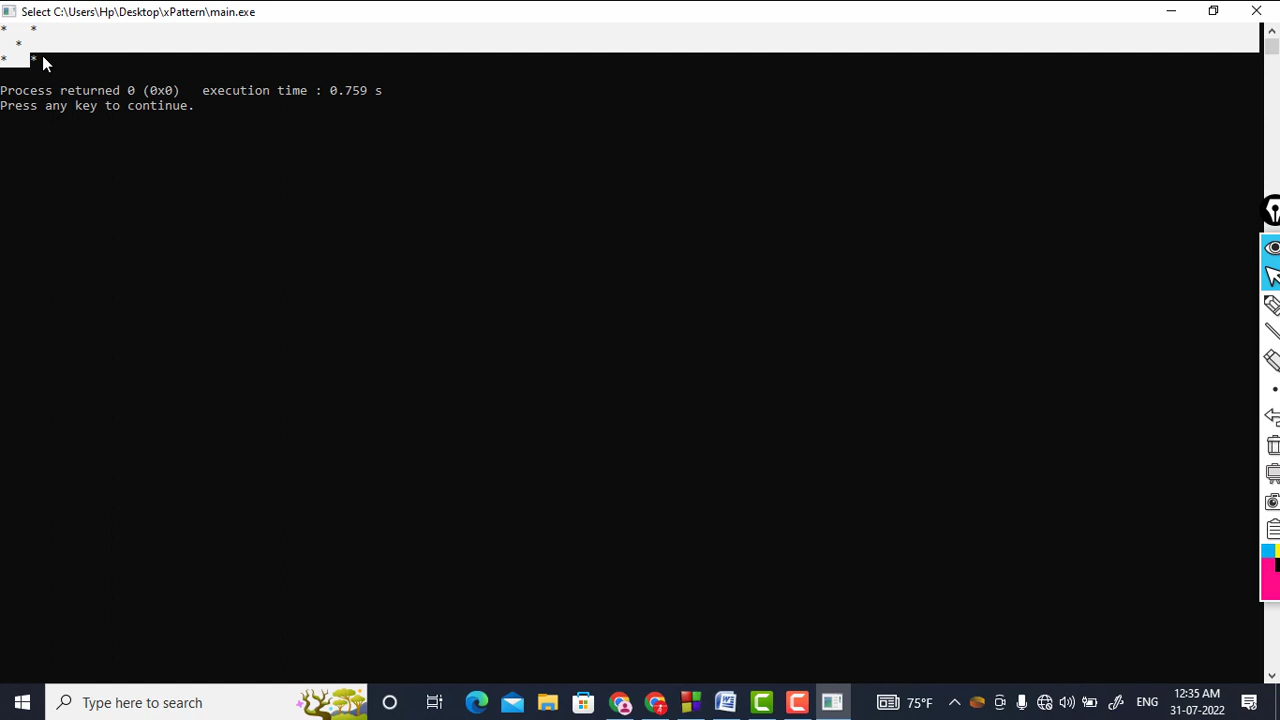 Select C:\Users\Hp\Desktop\xPattern\main.exe
*   *
  *
*   *
Process returned 0 (0x0)   execution time : 0.759 s
Press any key to continue.
Type here to search
75°F
ENG
12:35 AM
31-07-2022